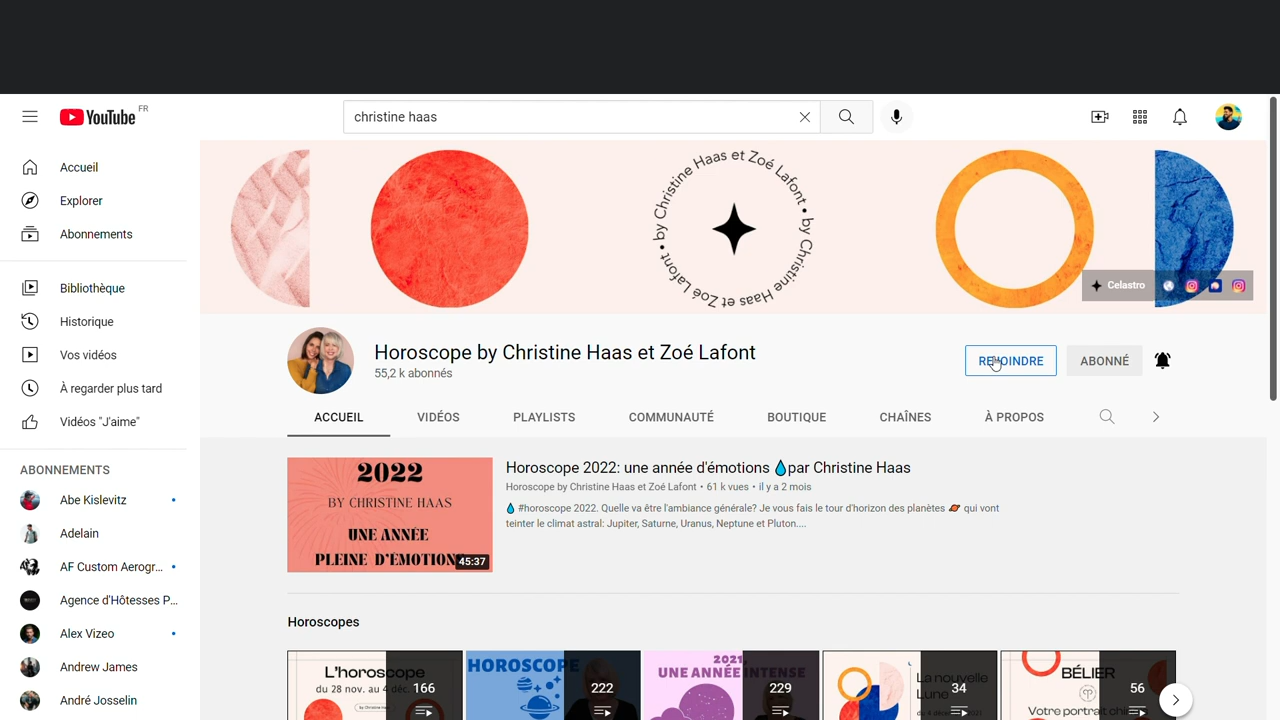 YouTube FR
christine haas
Accueil
Explorer
Abonnements
Bibliothèque
Historique
Vos vidéos
À regarder plus tard
Vidéos "J'aime"
ABONNEMENTS
Abe Kislevitz
Adelain
AF Custom Aerogr...
Agence d'Hôtesses P...
Alex Vizeo
Andrew James
André Josselin
by Christine Haas et Zoé Lafont • by Christine Haas et Zoé Lafont •
Celastro
Horoscope by Christine Haas et Zoé Lafont
55,2 k abonnés
REJOINDRE
ABONNÉ
ACCUEIL
VIDÉOS
PLAYLISTS
COMMUNAUTÉ
BOUTIQUE
CHAÎNES
À PROPOS
2022
BY CHRISTINE HAAS
UNE ANNÉE
PLEINE D'ÉMOTION
45:37
Horoscope 2022: une année d'émotions 💧par Christine Haas
Horoscope by Christine Haas et Zoé Lafont • 61 k vues • il y a 2 mois
💧 #horoscope 2022. Quelle va être l'ambiance générale? Je vous fais le tour d'horizon des planètes 🪐 qui vont
teinter le climat astral: Jupiter, Saturne, Uranus, Neptune et Pluton....
Horoscopes
L'horoscope
du 28 nov. au 4 déc.
by Christine Haas
166
HOROSCOPE
222
2021,
UNE ANNÉE INTENSE
229
La nouvelle
Lune
34
BÉLIER
Votre portrait
56